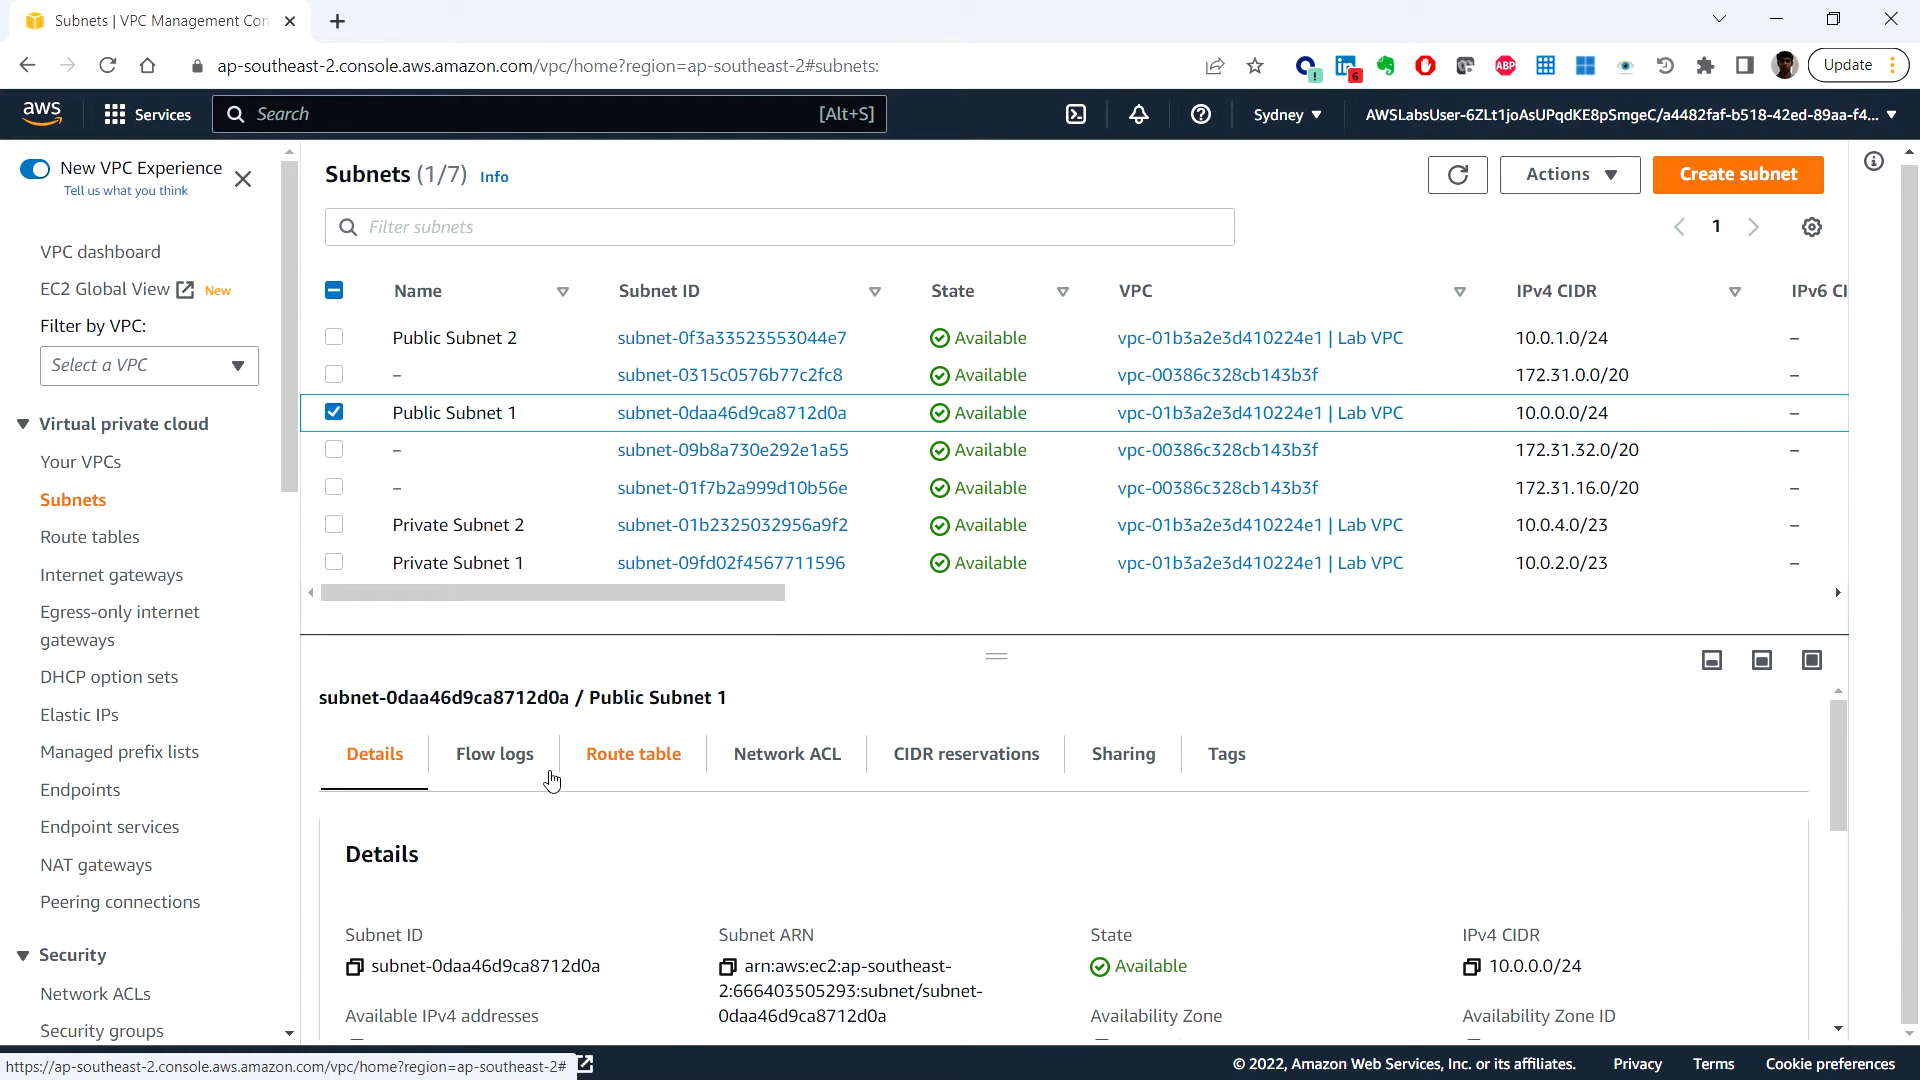 Subnets | VPC Management Con
ap-southeast-2.console.aws.amazon.com/vpc/home?region=ap-southeast-2#subnets:
6
ABP
Update
aws
Services
Search
[Alt+S]
Sydney
AWSLabsUser-6ZLt1joAsUPqdKE8pSmgeC/a4482faf-b518-42ed-89aa-f4...
New VPC Experience
Tell us what you think
VPC dashboard
EC2 Global View New
Filter by VPC:
Select a VPC
Virtual private cloud
Your VPCs
Subnets
Route tables
Internet gateways
Egress-only internet
gateways
DHCP option sets
Elastic IPs
Managed prefix lists
Endpoints
Endpoint services
NAT gateways
Peering connections
Security
Network ACLs
Security groups
Subnets (1/7) Info
Actions
Create subnet
Filter subnets
1
Name Subnet ID State VPC IPv4 CIDR IPv6 CI
Public Subnet 2 subnet-0f3a33523553044e7 Available vpc-01b3a2e3d410224e1 | Lab VPC 10.0.1.0/24 –
– subnet-0315c0576b77c2fc8 Available vpc-00386c328cb143b3f 172.31.0.0/20 –
Public Subnet 1 subnet-0daa46d9ca8712d0a Available vpc-01b3a2e3d410224e1 | Lab VPC 10.0.0.0/24 –
– subnet-09b8a730e292e1a55 Available vpc-00386c328cb143b3f 172.31.32.0/20 –
– subnet-01f7b2a999d10b56e Available vpc-00386c328cb143b3f 172.31.16.0/20 –
Private Subnet 2 subnet-01b2325032956a9f2 Available vpc-01b3a2e3d410224e1 | Lab VPC 10.0.4.0/23 –
Private Subnet 1 subnet-09fd02f4567711596 Available vpc-01b3a2e3d410224e1 | Lab VPC 10.0.2.0/23 –
subnet-0daa46d9ca8712d0a / Public Subnet 1
Details Flow logs Route table Network ACL CIDR reservations Sharing Tags
Details
Subnet ID
subnet-0daa46d9ca8712d0a
Available IPv4 addresses
Subnet ARN
arn:aws:ec2:ap-southeast-
2:666403505293:subnet/subnet-
0daa46d9ca8712d0a
State
Available
Availability Zone
IPv4 CIDR
10.0.0.0/24
Availability Zone ID
https://ap-southeast-2.console.aws.amazon.com/vpc/home?region=ap-southeast-2#
© 2022, Amazon Web Services, Inc. or its affiliates. Privacy Terms Cookie preferences